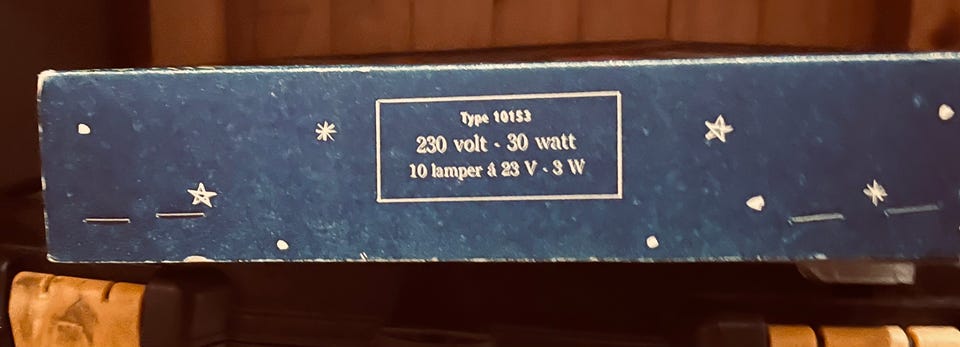 Type 10153
230 volt - 30 watt
10 lamper á 23 V - 3 W